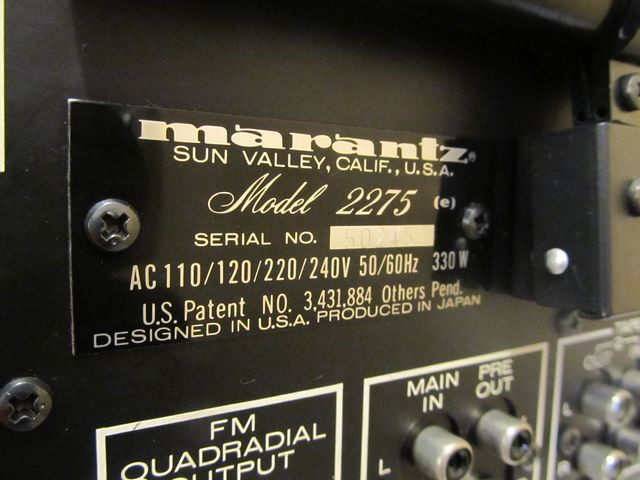 marantz®
SUN VALLEY, CALIF., U.S.A.
Model 2275 (e)
SERIAL NO. 50245
AC 110/120/220/240V 50/60Hz 330 W
U.S. Patent NO. 3,431,884 Others Pend.
DESIGNED IN U.S.A. PRODUCED IN JAPAN
FM
QUADRADIAL
OUTPUT
MAIN
IN
PRE
OUT
L
L